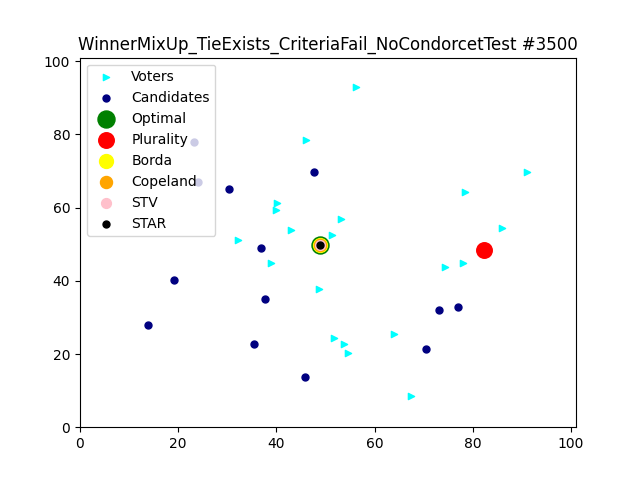 WinnerMixUp_TieExists_CriteriaFail_NoCondorcetTest #3500
100
80
60
40
20
0
Voters
Candidates
Optimal
Plurality
Borda
Copeland
STV
STAR
0 20 40 60 80 100